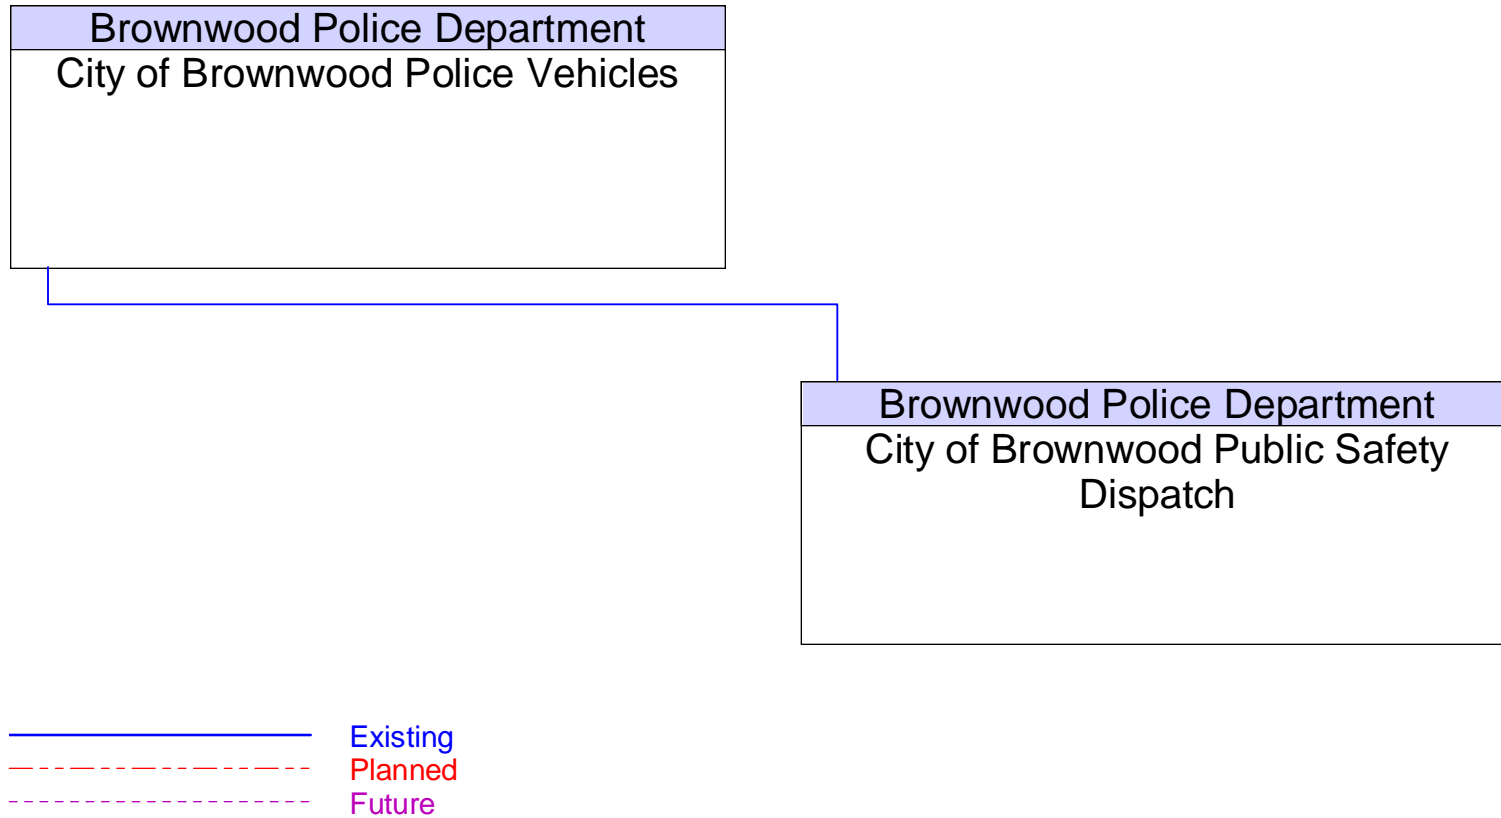 Brownwood Police Department
City of Brownwood Police Vehicles
Brownwood Police Department
City of Brownwood Public Safety
Dispatch
Existing
Planned
Future